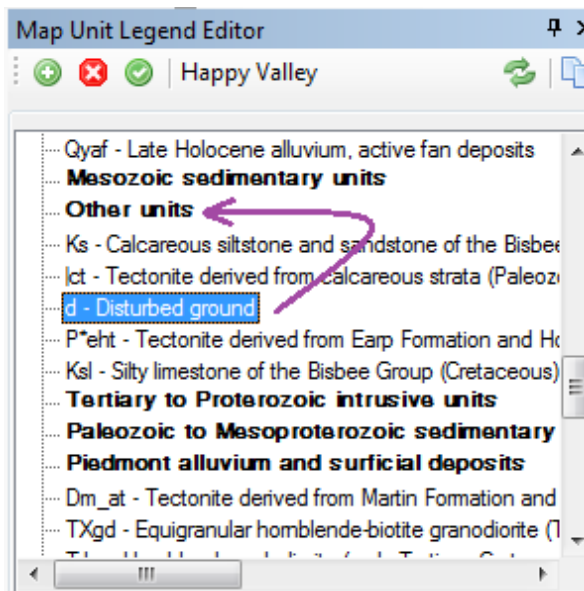 Map Unit Legend Editor
Happy Valley
Qyaf - Late Holocene alluvium, active fan deposits
Mesozoic sedimentary units
Other units
Ks - Calcareous siltstone and sandstone of the Bisbee
lct - Tectonite derived from calcareous strata (Paleozo
d - Disturbed ground
P*eht - Tectonite derived from Earp Formation and Ho
Ksl - Silty limestone of the Bisbee Group (Cretaceous)
Tertiary to Proterozoic intrusive units
Paleozoic to Mesoproterozoic sedimentary
Piedmont alluvium and surficial deposits
Dm_at - Tectonite derived from Martin Formation and
TXgd - Equigranular hornblende-biotite granodiorite (T